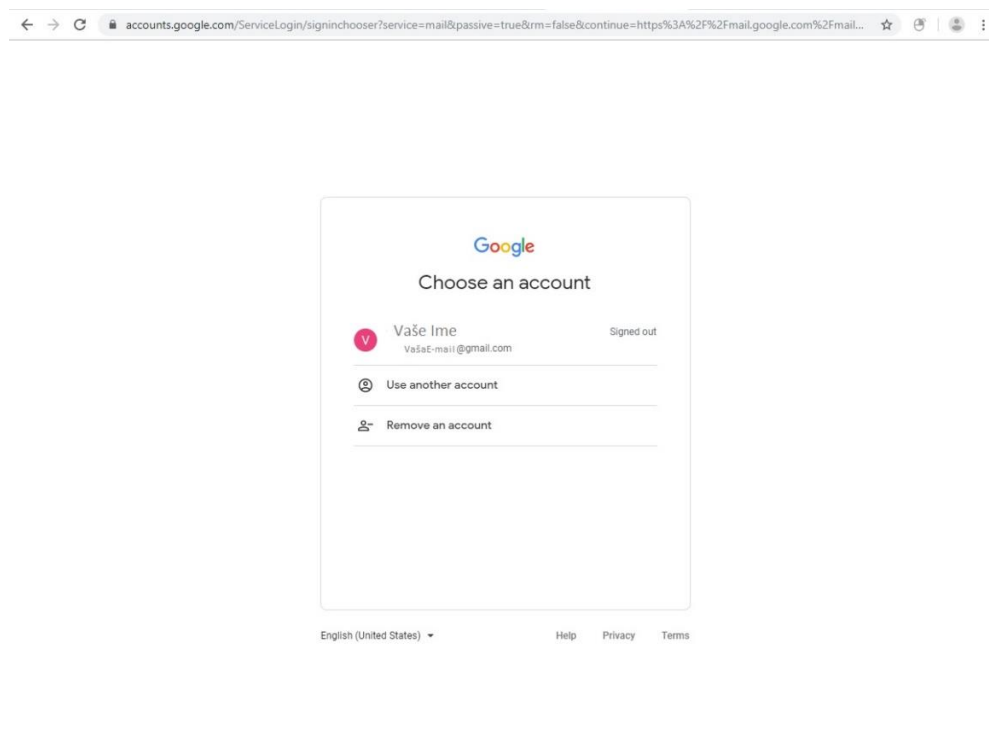 accounts.google.com/ServiceLogin/signinchooser?service=mail&passive=true&rm=false&continue=https%3A%2F%2Fmail.google.com%2Fmail...
Google
Choose an account
V Vaše Ime Signed out
VašaE-mail@gmail.com
Use another account
Remove an account
English (United States) Help Privacy Terms